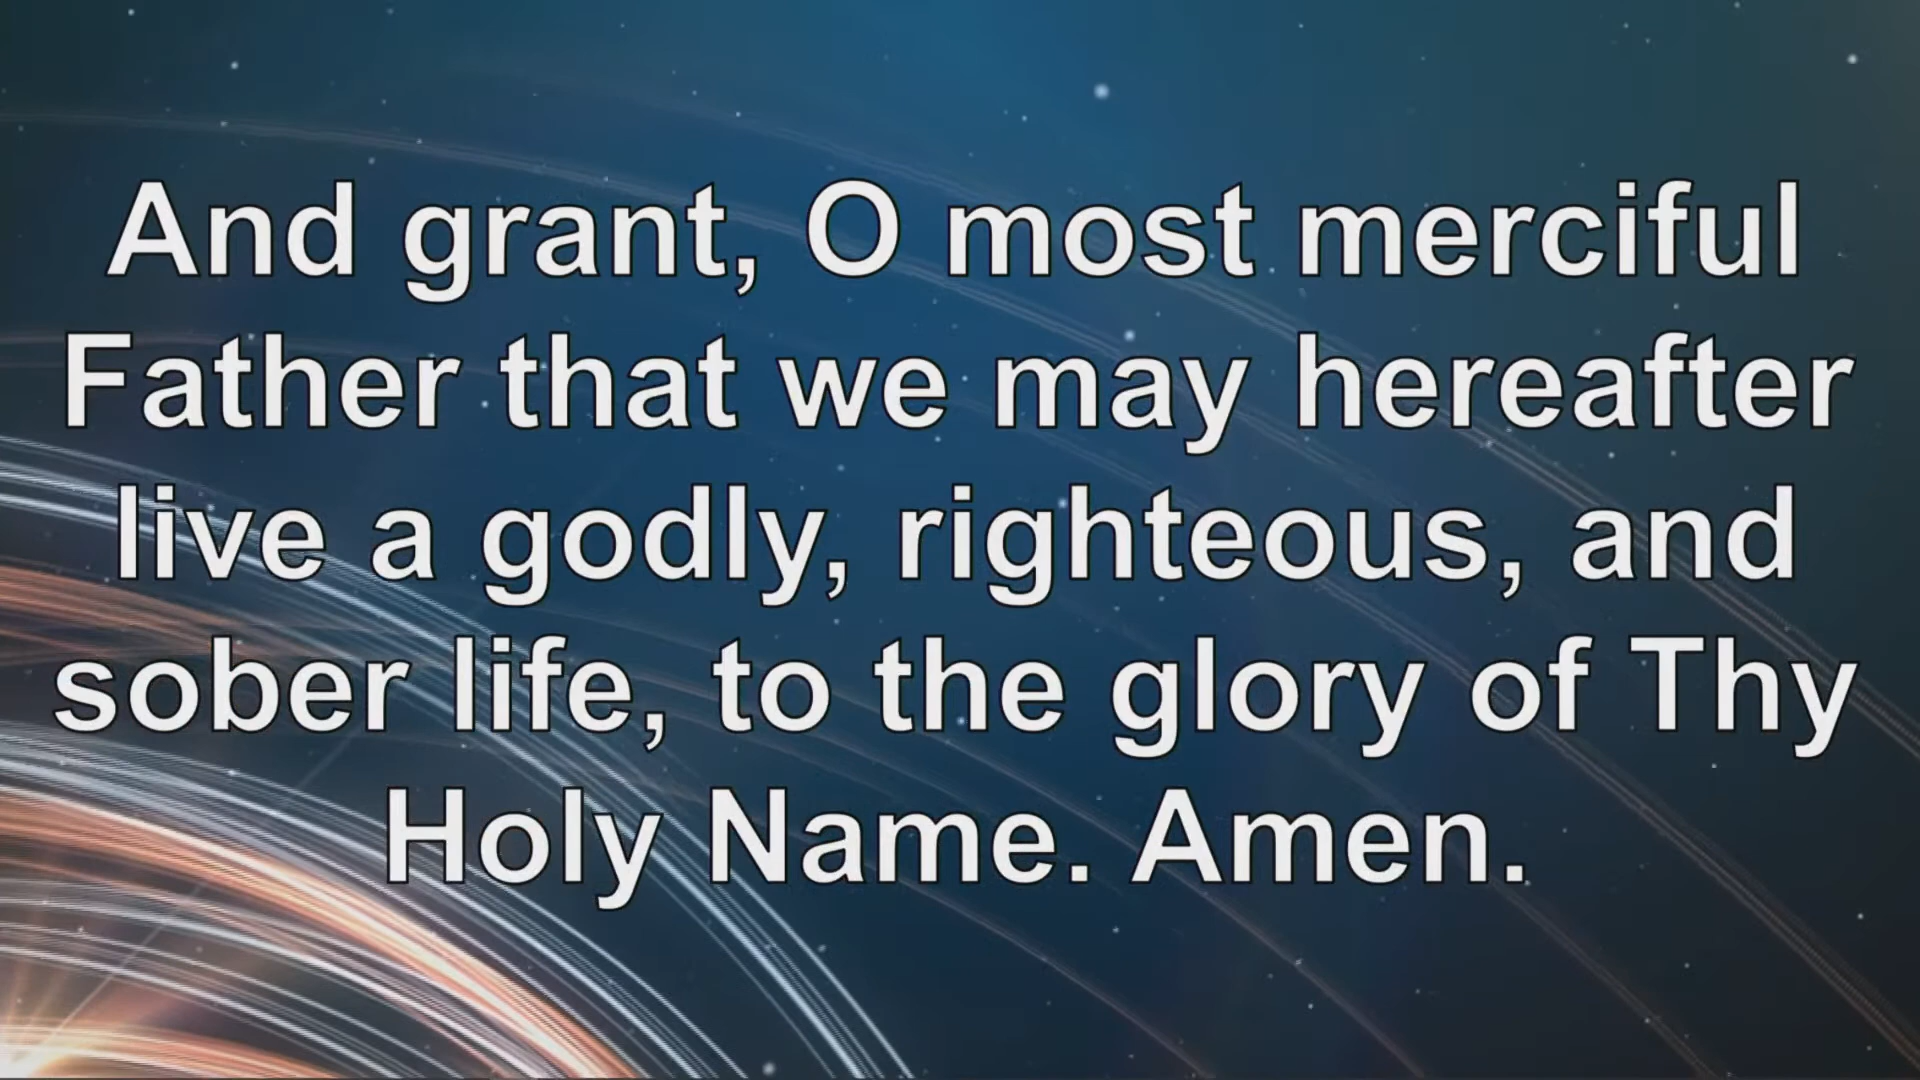 And grant, O most merciful
Father that we may hereafter
live a godly, righteous, and
sober life, to the glory of Thy
Holy Name. Amen.